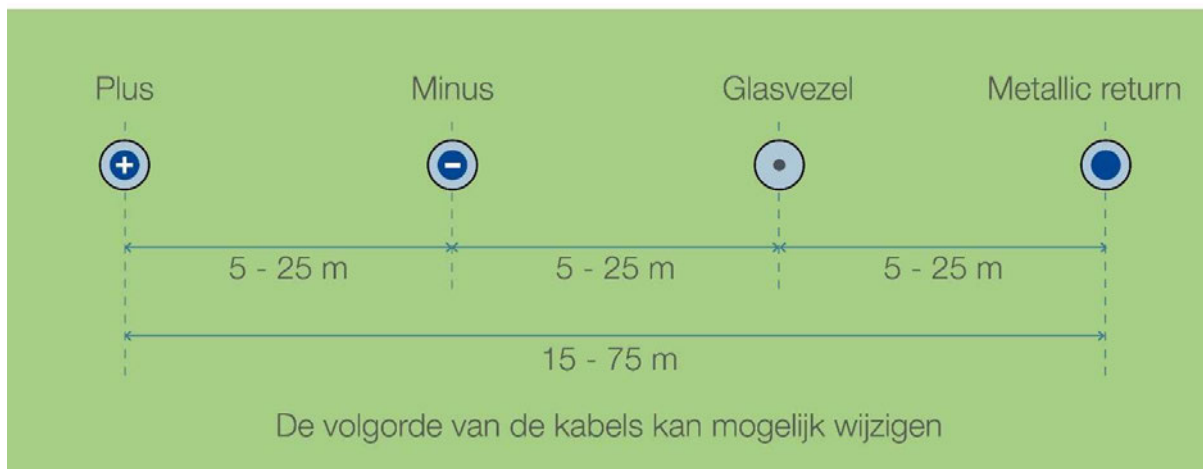 Plus Minus Glasvezel Metallic return
+ −
5 - 25 m 5 - 25 m 5 - 25 m
15 - 75 m
De volgorde van de kabels kan mogelijk wijzigen